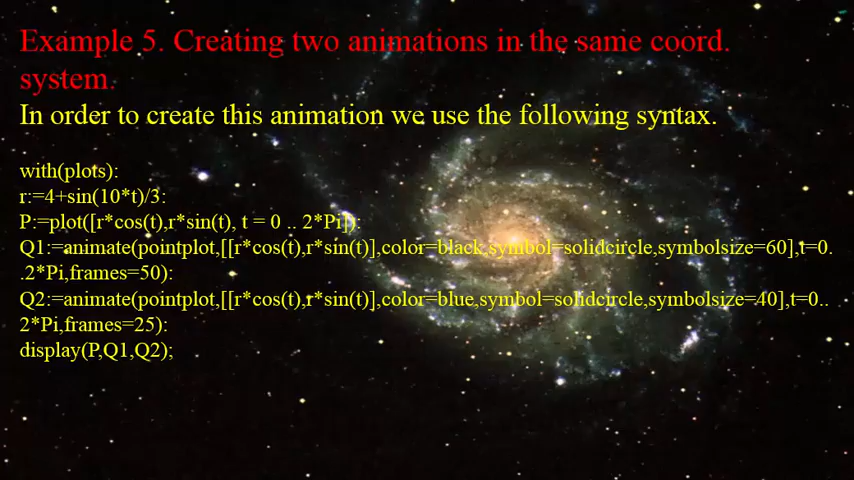 Example 5. Creating two animations in the same coord.
system.
In order to create this animation we use the following syntax.
with(plots):
r:=4+sin(10*t)/3:
P:=plot([r*cos(t),r*sin(t), t = 0 .. 2*Pi]):
Q1:=animate(pointplot,[[r*cos(t),r*sin(t)],color=black,symbol=solidcircle,symbolsize=60],t=0.
.2*Pi,frames=50):
Q2:=animate(pointplot,[[r*cos(t),r*sin(t)],color=blue,symbol=solidcircle,symbolsize=40],t=0..
2*Pi,frames=25):
display(P,Q1,Q2);